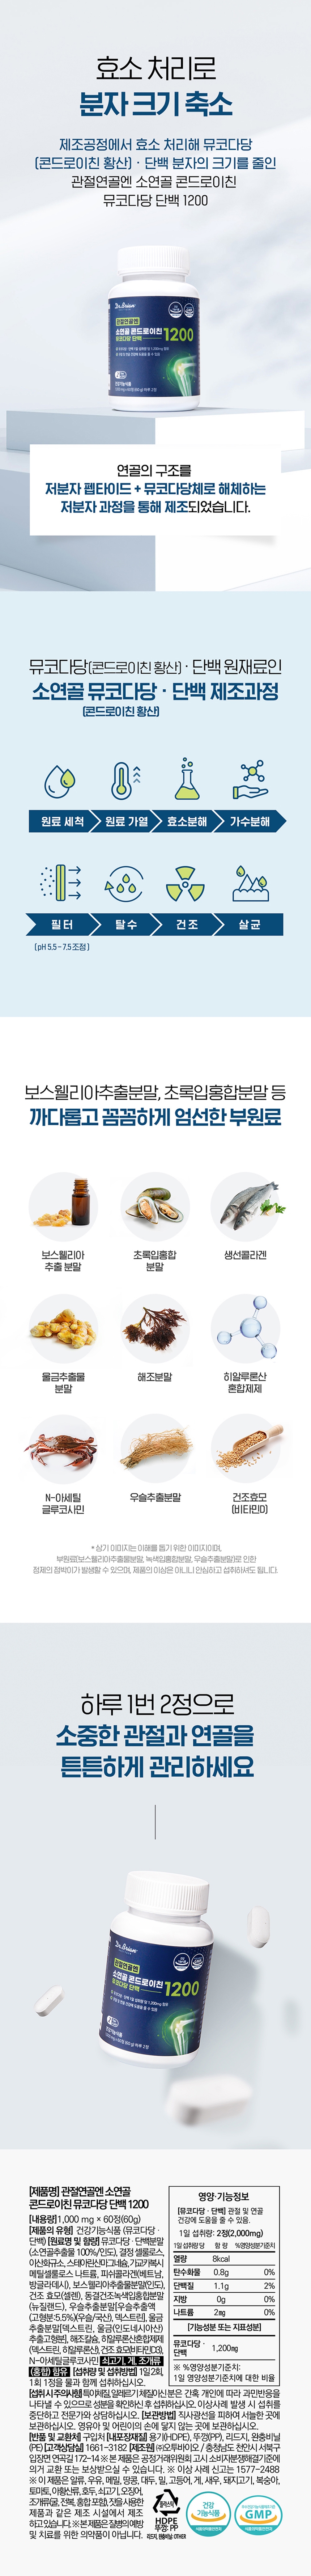 효소 처리로
분자 크기 축소
제조공정에서 효소 처리해 뮤코다당
(콘드로이친 황산)·단백 분자의 크기를 줄인
관절연골엔 소연골 콘드로이친
뮤코다당 단백 1200
Dr.Brian
관절연골엔
소연골 콘드로이친
뮤코다당 단백
1200
건강기능식품
연골의 구조를
저분자 펩타이드 + 뮤코다당체로 해체하는
저분자 과정을 통해 제조되었습니다.
뮤코다당(콘드로이친 황산)·단백 원재료인
소연골 뮤코다당·단백 제조과정
(콘드로이친 황산)
원료 세척
원료 가열
효소분해
가수분해
필터
탈수
건조
살균
(pH 5.5~7.5 조정)
보스웰리아추출분말, 초록입홍합분말 등
까다롭고 꼼꼼하게 엄선한 부원료
보스웰리아
추출 분말
초록입홍합
분말
생선콜라겐
울금추출물
분말
해조분말
히알루론산
혼합제제
N-아세틸
글루코사민
우슬추출분말
건조효모
(비타민D)
*상기 이미지는 이해를 돕기 위한 이미지이며,
부원료(보스웰리아추출물분말, 녹색입홍합분말, 우슬추출분말)로 인한
정제의 점박이가 발생할 수 있으며, 제품의 이상은 아니니 안심하고 섭취하셔도 됩니다.
하루 1번 2정으로
소중한 관절과 연골을
튼튼하게 관리하세요
Dr.Brian
관절연골엔
소연골 콘드로이친
뮤코다당 단백
1200
건강기능식품
[제품명] 관절연골엔 소연골
콘드로이친 뮤코다당 단백 1200
[내용량] 1,000 mg × 60정(60g)
[제품의 유형] 건강기능식품 (뮤코다당·
단백) [원료명 및 함량] 뮤코다당·단백분말
(소연골추출물 100%/인도), 결정셀룰로스,
이산화규소, 스테아린산마그네슘, 카복시
메틸셀룰로스 나트륨, 피쉬콜라겐(베트남,
방글라데시), 보스웰리아추출물분말(인도),
건조 효모(셀렌), 동결건조녹색입홍합분말
(뉴질랜드), 우슬추출분말[우슬추출액
(고형분:5.5%)(우슬/국산), 덱스트린, 울금
추출분말[덱스트린, 울금(인도네시아산)
추출고형분], 해조칼슘, 히알루론산혼합제제
(덱스트린, 히알루론산), 건조 효모(비타민D3),
N-아세틸글루코사민 쇠고기, 게, 조개류
(홍합) 함유 [섭취량 및 섭취방법] 1일 2회,
1회 1정을 물과 함께 섭취하십시오.
[섭취 시 주의사항] 특이체질, 알레르기 체질이신 분은 간혹 개인에 따라 과민반응을
나타낼 수 있으므로 성분을 확인하신 후 섭취하십시오. 이상사례 발생 시 섭취를
중단하고 전문가와 상담하십시오. [보관방법] 직사광선을 피하여 서늘한 곳에
보관하십시오. 영유아 및 어린이의 손에 닿지 않는 곳에 보관하십시오.
[반품 및 교환처] 구입처 [내포장재질] 용기(HDPE), 뚜껑(PP), 리드지, 완충비닐
(PE) [고객상담실] 1661-3182 [제조원] ㈜오투바이오 / 충청남도 천안시 서북구
입장면 연곡길 172-14 ※ 본 제품은 공정거래위원회 고시 소비자분쟁해결기준에
의거 교환 또는 보상받으실 수 있습니다. ※ 이상 사례 신고는 1577-2488
※ 이 제품은 알류, 우유, 메밀, 땅콩, 대두, 밀, 고등어, 게, 새우, 돼지고기, 복숭아,
토마토, 아황산류, 호두, 쇠고기, 오징어,
조개류(굴, 전복, 홍합 포함), 잣을 사용한
제품과 같은 제조 시설에서 제조
하고 있습니다. ※ 본 제품은 질병의 예방
및 치료를 위한 의약품이 아닙니다.
영양·기능정보
[뮤코다당·단백] 관절 및 연골
건강에 도움을 줄 수 있음.
1일 섭취량: 2정(2,000mg)
1일 섭취량 당 함량 %영양성분기준치
열량 8kcal
탄수화물 0.8g 0%
단백질 1.1g 2%
지방 0g 0%
나트륨 2mg 0%
[기능성분 또는 지표성분]
뮤코다당·
단백 1,200mg
※ %영양성분기준치:
1일 영양성분기준치에 대한 비율
플라스틱
HDPE
뚜껑 PP
리드지, 완충비닐 OTHER
건강
기능식품
식품의약품안전처
GMP
식품의약품안전처